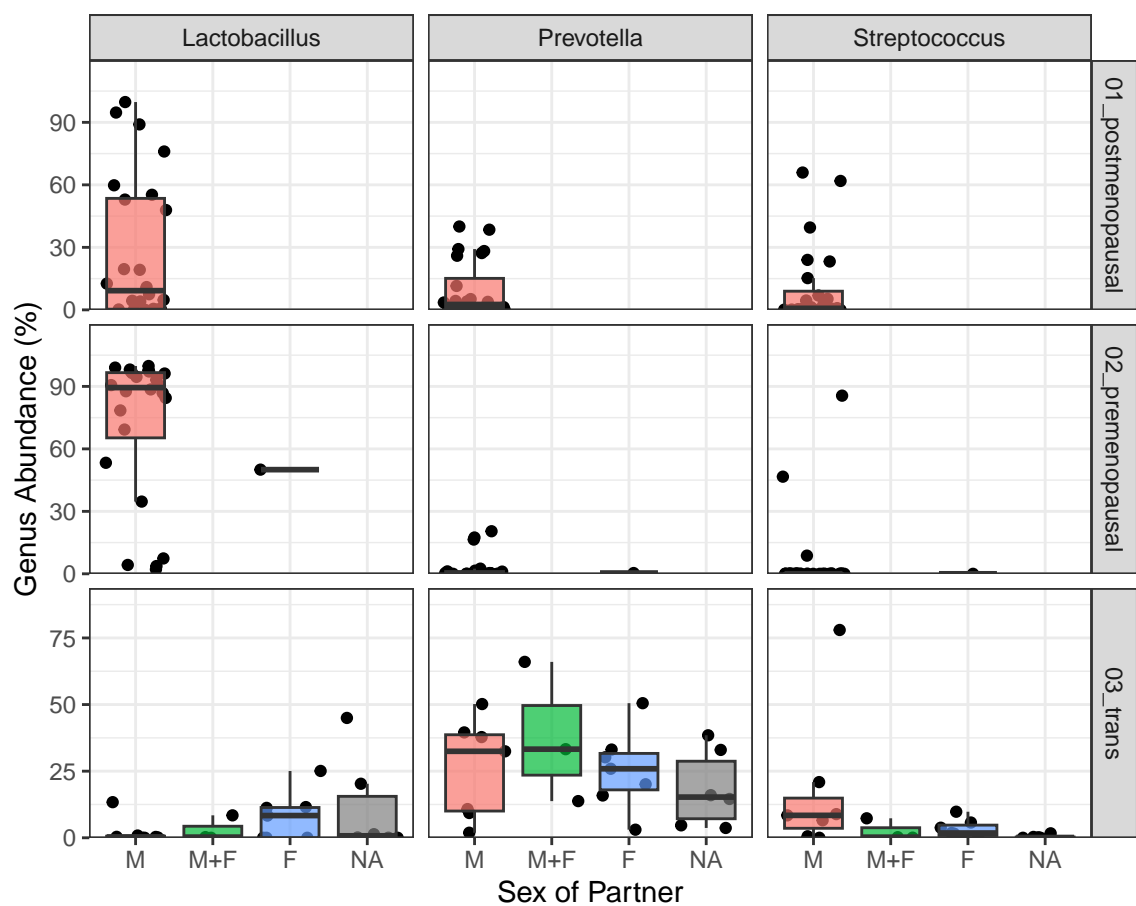 Lactobacillus Prevotella Streptococcus
Genus Abundance (%)
90
60
30
0
01_postmenopausal
90
60
30
0
02_premenopausal
75
50
25
0
03_trans
M M+F F NA M M+F F NA M M+F F NA
Sex of Partner